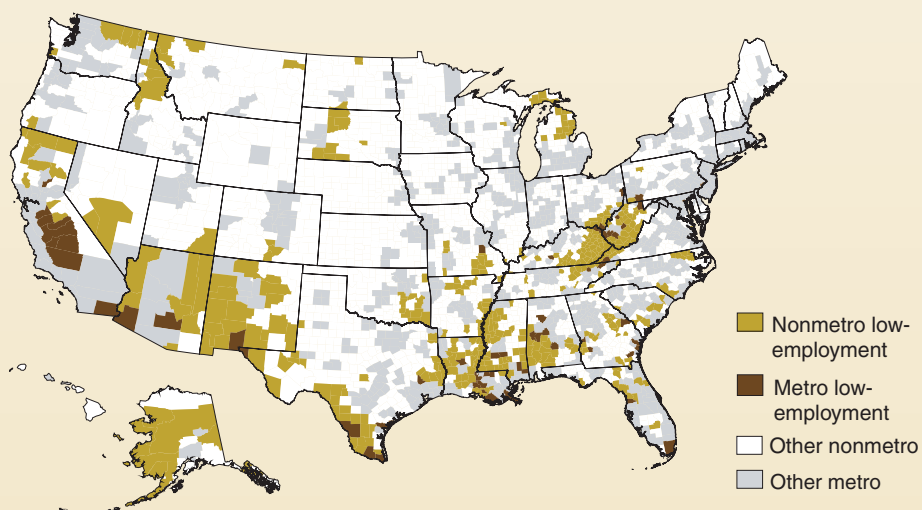 Nonmetro low-
employment
Metro low-
employment
Other nonmetro
Other metro